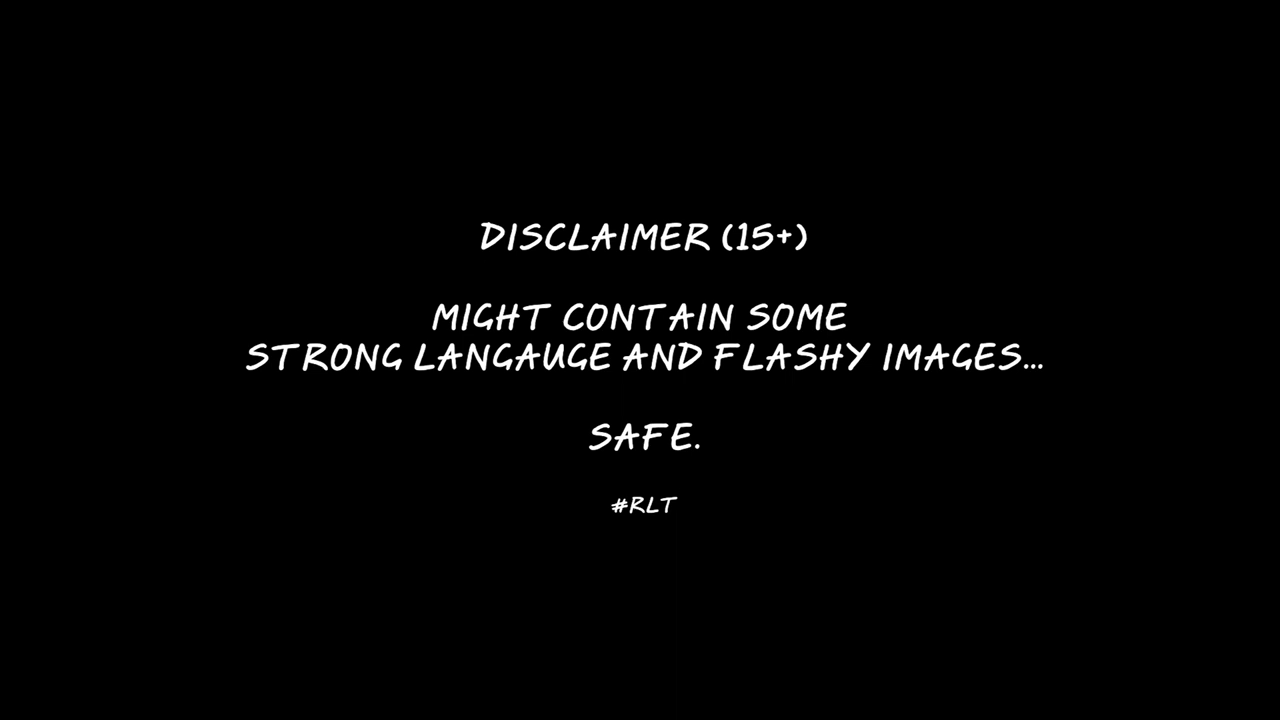 DISCLAIMER (15+)
MIGHT CONTAIN SOME
STRONG LANGAUGE AND FLASHY IMAGES...
SAFE.
#RLT